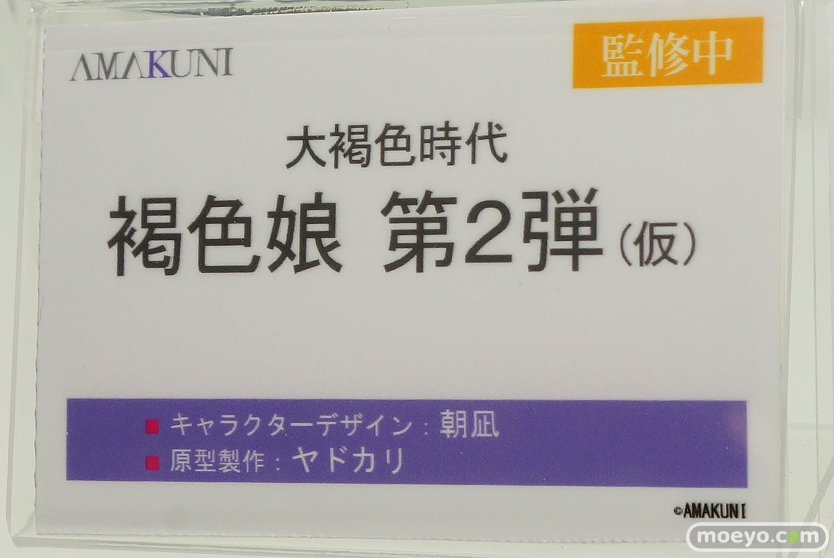 AMAKUNI
監修中
大褐色時代
褐色娘 第2弾(仮)
■ キャラクターデザイン：朝凪
■ 原型製作：ヤドカリ
©AMAKUNI
moeyo.com